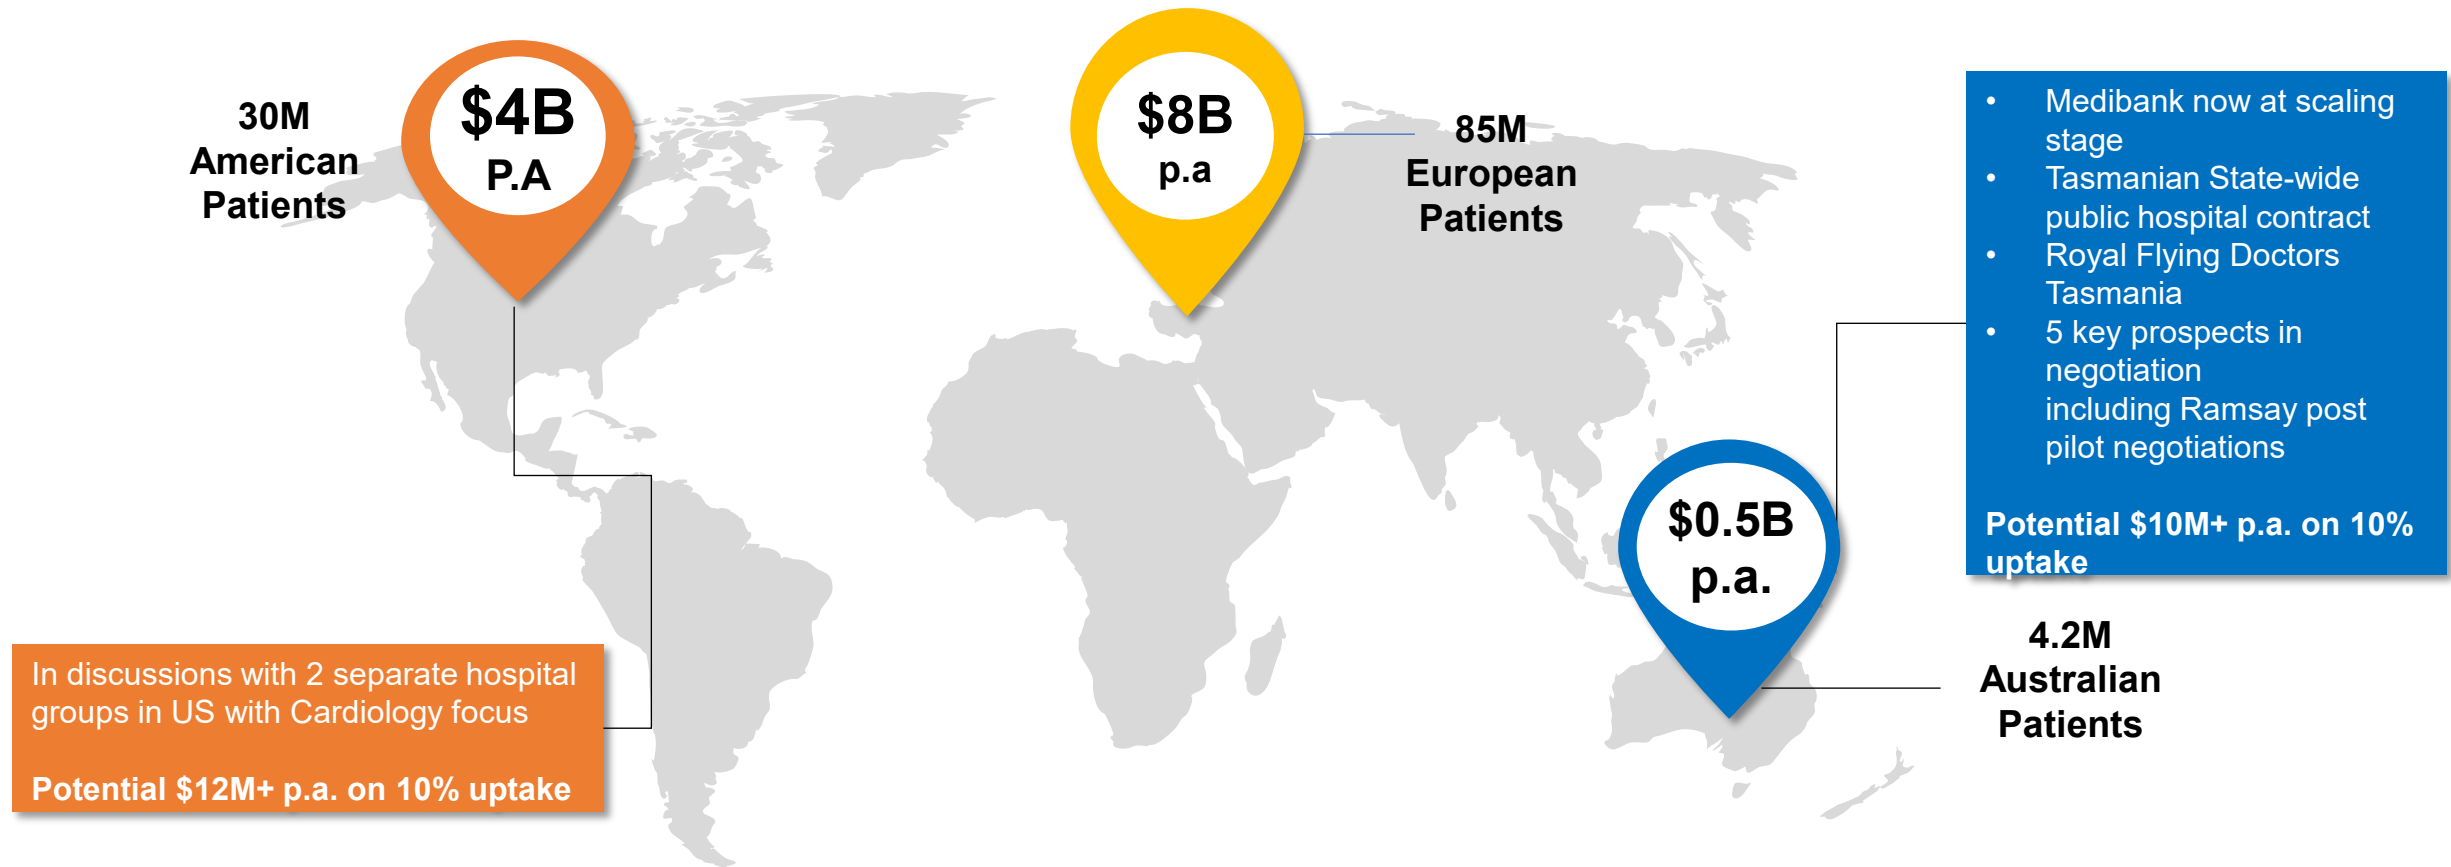 30M
American
Patients
$4B
P.A
$8B
p.a
85M
European
Patients
• Medibank now at scaling
stage
• Tasmanian State-wide
public hospital contract
• Royal Flying Doctors
Tasmania
• 5 key prospects in
negotiation
including Ramsay post
pilot negotiations
Potential $10M+ p.a. on 10%
uptake
$0.5B
p.a.
4.2M
Australian
Patients
In discussions with 2 separate hospital
groups in US with Cardiology focus
Potential $12M+ p.a. on 10% uptake